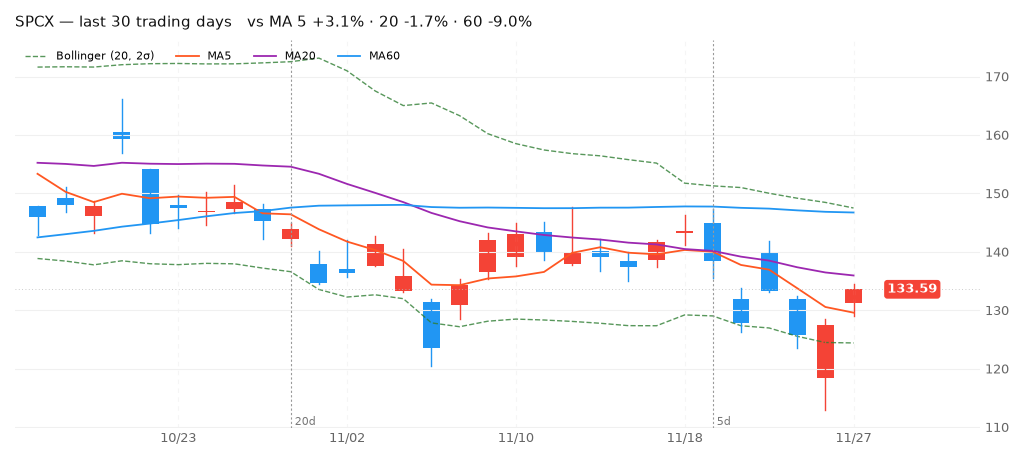 SPCX — last 30 trading days   vs MA 5 +3.1% · 20 -1.7% · 60 -9.0%
Bollinger (20, 2σ)   MA5   MA20   MA60
170
160
150
140
133.59
130
120
110
20d   5d
10/23   11/02   11/10   11/18   11/27